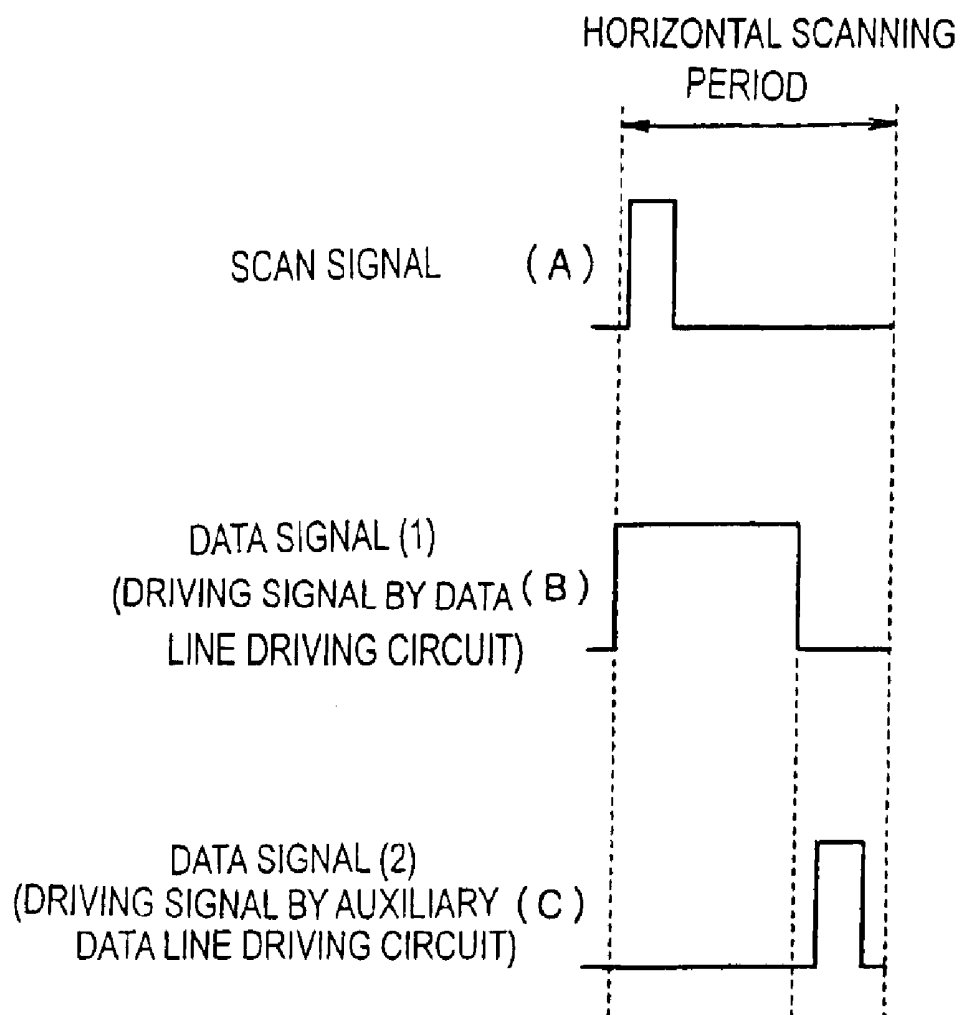 HORIZONTAL SCANNING
PERIOD
SCAN SIGNAL (A)
DATA SIGNAL (1)
(DRIVING SIGNAL BY DATA (B)
LINE DRIVING CIRCUIT)
DATA SIGNAL (2)
(DRIVING SIGNAL BY AUXILIARY (C)
DATA LINE DRIVING CIRCUIT)